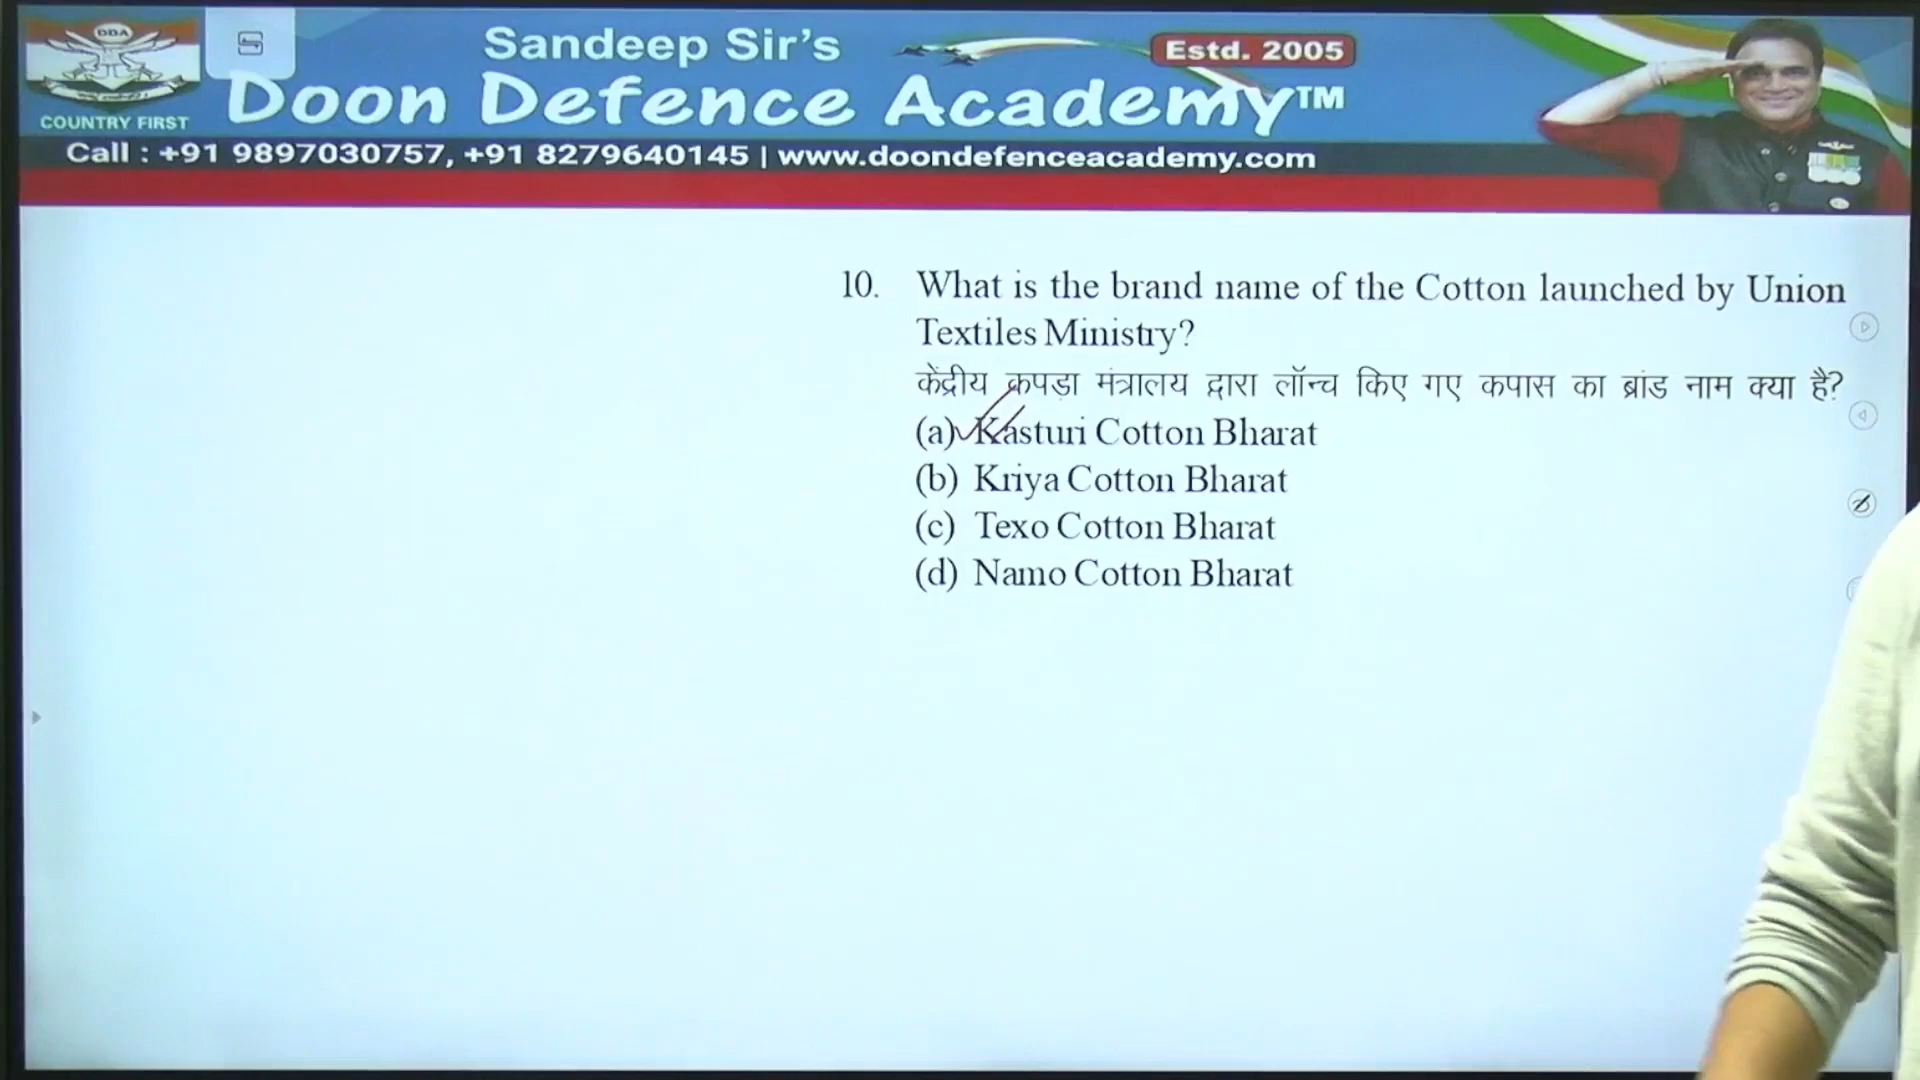 DDA
Sandeep Sir's
Estd. 2005
Doon Defence Academy™
COUNTRY FIRST
Call : +91 9897030757, +91 8279640145 | www.doondefenceacademy.com
10. What is the brand name of the Cotton launched by Union
Textiles Ministry?
केंद्रीय कपड़ा मंत्रालय द्वारा लॉन्च किए गए कपास का ब्रांड नाम क्या है?
(a) Kasturi Cotton Bharat
(b) Kriya Cotton Bharat
(c) Texo Cotton Bharat
(d) Namo Cotton Bharat